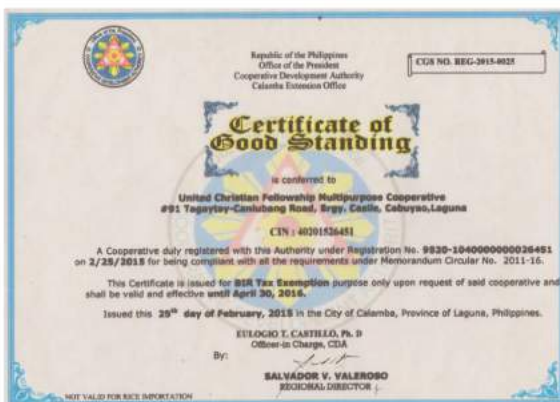 Republic of the Philippines
Office of the President
Cooperative Development Authority
Calamba Extension Office
CGS NO. REG-2015-0025
Certificate of
Good Standing
is conferred to
United Christian Fellowship Multipurpose Cooperative
#91 Tagaytay-Canlubang Road, Brgy. Casile, Cabuyao,Laguna
CIN : 40201526451
A Cooperative duly registered with this Authority under Registration No. 9520-1040000000026451
on 2/25/2015 for being compliant with all the requirements under Memorandum Circular No. 2011-16.
This Certificate is issued for BIR Tax Exemption purpose only upon request of said cooperative and
shall be valid and effective until April 30, 2016.
Issued this 25th day of February, 2015 in the City of Calamba, Province of Laguna, Philippines.
EULOGIO T. CASTILLO, Ph. D
Officer-in Charge, CDA
By:
SALVADOR V. VALEROSO
REGIONAL DIRECTOR
NOT VALID FOR RICE IMPORTATION